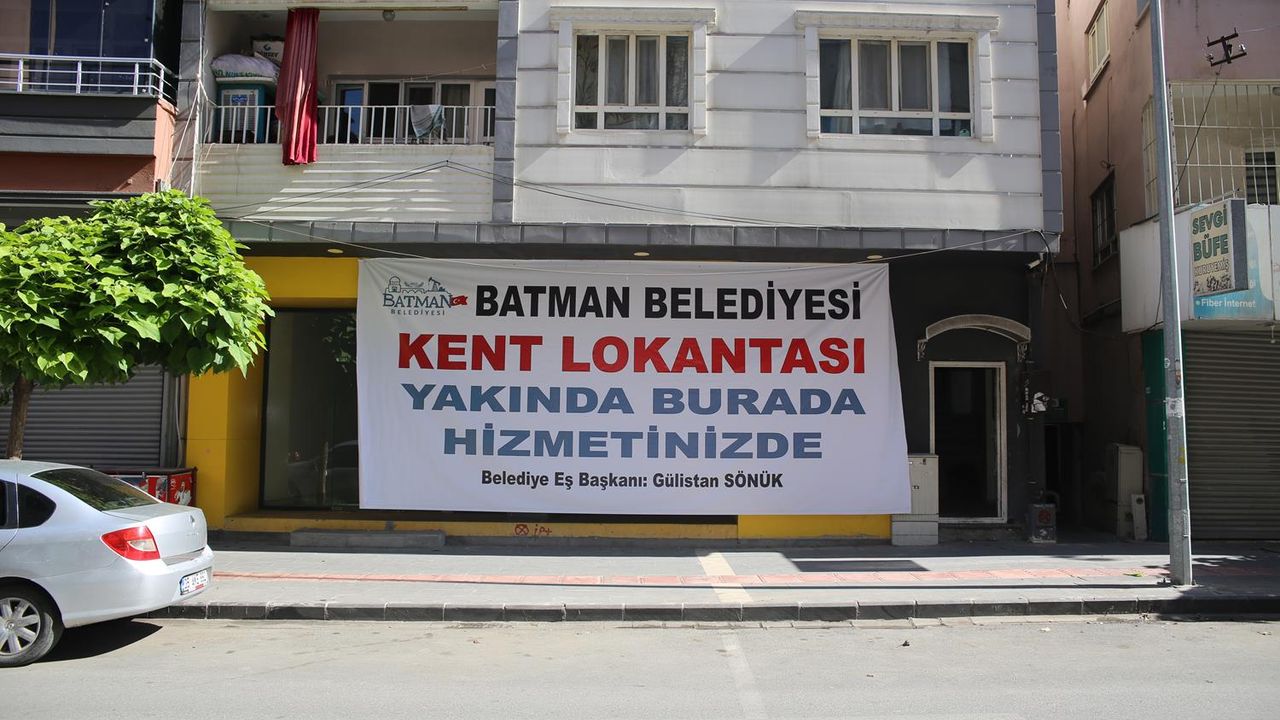 BATMAN
BELEDİYESİ
BATMAN BELEDİYESİ
KENT LOKANTASI
YAKINDA BURADA
HİZMETİNİZDE
Belediye Eş Başkanı: Gülistan SÖNÜK
SEVGİ
BÜFE
Fiber İnternet